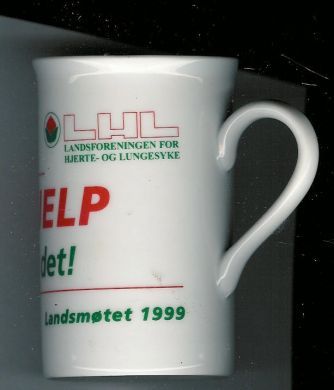 LHL
LANDSFORENINGEN FOR
HJERTE- OG LUNGESYKE
ELP
det!
Landsmøtet 1999